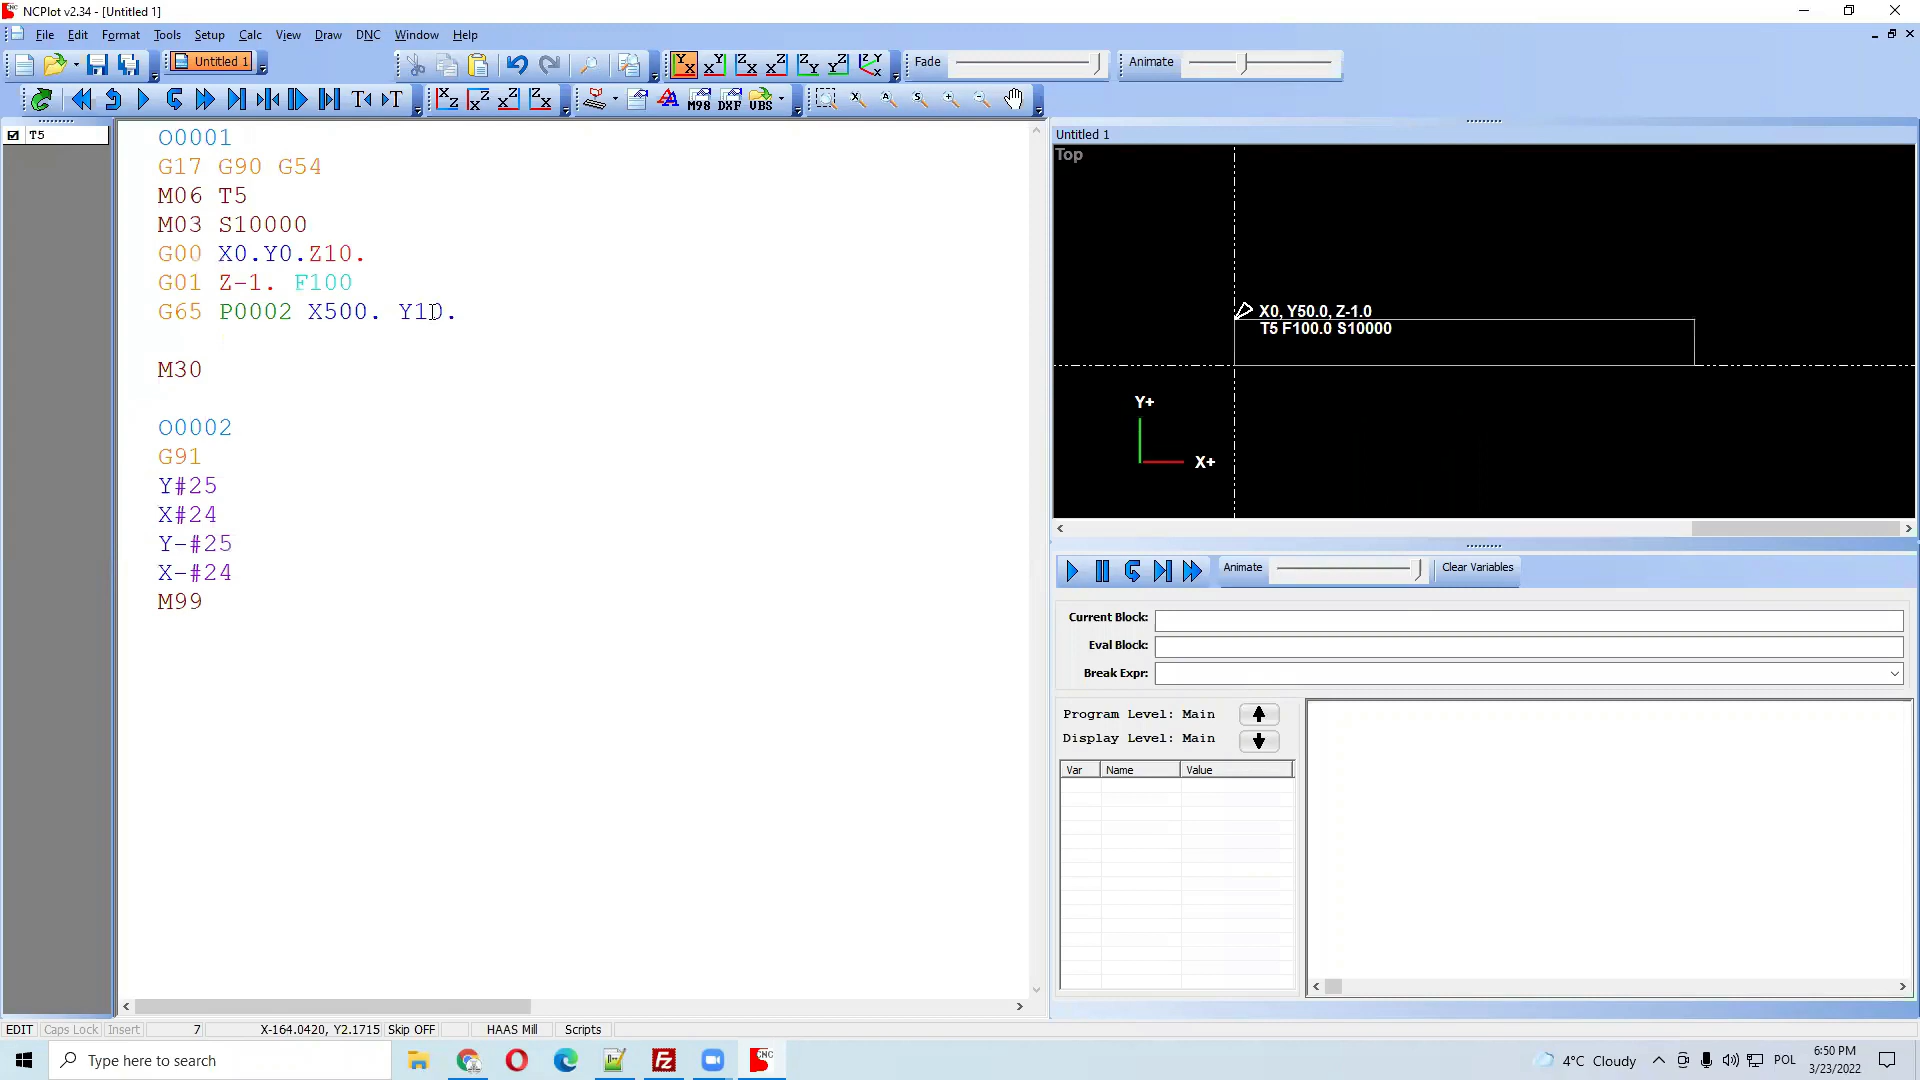 NCPlot v2.34 - [Untitled 1]
File Edit Format Tools Setup Calc View Draw DNC Window Help
Untitled 1
Fade
Animate
M98 DXF VBS
T5
O0001
G17 G90 G54
M06 T5
M03 S10000
G00 X0.Y0.Z10.
G01 Z-1. F100
G65 P0002 X500. Y10.
M30
O0002
G91
Y#25
X#24
Y-#25
X-#24
M99
Untitled 1
Top
X0, Y50.0, Z-1.0
T5 F100.0 S10000
Y+
X+
Animate
Clear Variables
Current Block:
Eval Block:
Break Expr:
Program Level: Main
Display Level: Main
Var Name Value
EDIT Caps Lock Insert 7 X-164.0420, Y2.1715 Skip OFF HAAS Mill Scripts
Type here to search
4°C Cloudy
POL
6:50 PM
3/23/2022